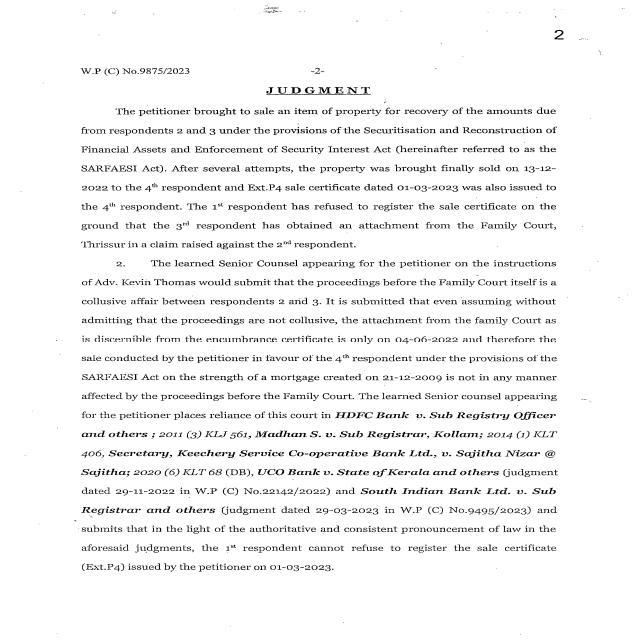 2
W.P (C) No.9875/2023 -2-
JUDGMENT
The petitioner brought to sale an item of property for recovery of the amounts due
from respondents 2 and 3 under the provisions of the Securitisation and Reconstruction of
Financial Assets and Enforcement of Security Interest Act (hereinafter referred to as the
SARFAESI Act). After several attempts, the property was brought finally sold on 13-12-
2022 to the 4th respondent and Ext.P4 sale certificate dated 01-03-2023 was also issued to
the 4th respondent. The 1st respondent has refused to register the sale certificate on the
ground that the 3rd respondent has obtained an attachment from the Family Court,
Thrissur in a claim raised against the 2nd respondent.
2. The learned Senior Counsel appearing for the petitioner on the instructions
of Adv. Kevin Thomas would submit that the proceedings before the Family Court itself is a
collusive affair between respondents 2 and 3. It is submitted that even assuming without
admitting that the proceedings are not collusive, the attachment from the family Court as
is discernible from the encumbrance certificate is only on 04-06-2022 and therefore the
sale conducted by the petitioner in favour of the 4th respondent under the provisions of the
SARFAESI Act on the strength of a mortgage created on 21-12-2009 is not in any manner
affected by the proceedings before the Family Court. The learned Senior counsel appearing
for the petitioner places reliance of this court in HDFC Bank v. Sub Registry Officer
and others ; 2011 (3) KLJ 561, Madhan S. v. Sub Registrar, Kollam; 2014 (1) KLT
406, Secretary, Keechery Service Co-operative Bank Ltd., v. Sajitha Nizar @
Sajitha; 2020 (6) KLT 68 (DB), UCO Bank v. State of Kerala and others (judgment
dated 29-11-2022 in W.P (C) No.22142/2022) and South Indian Bank Ltd. v. Sub
Registrar and others (judgment dated 29-03-2023 in W.P (C) No.9495/2023) and
submits that in the light of the authoritative and consistent pronouncement of law in the
aforesaid judgments, the 1st respondent cannot refuse to register the sale certificate
(Ext.P4) issued by the petitioner on 01-03-2023.